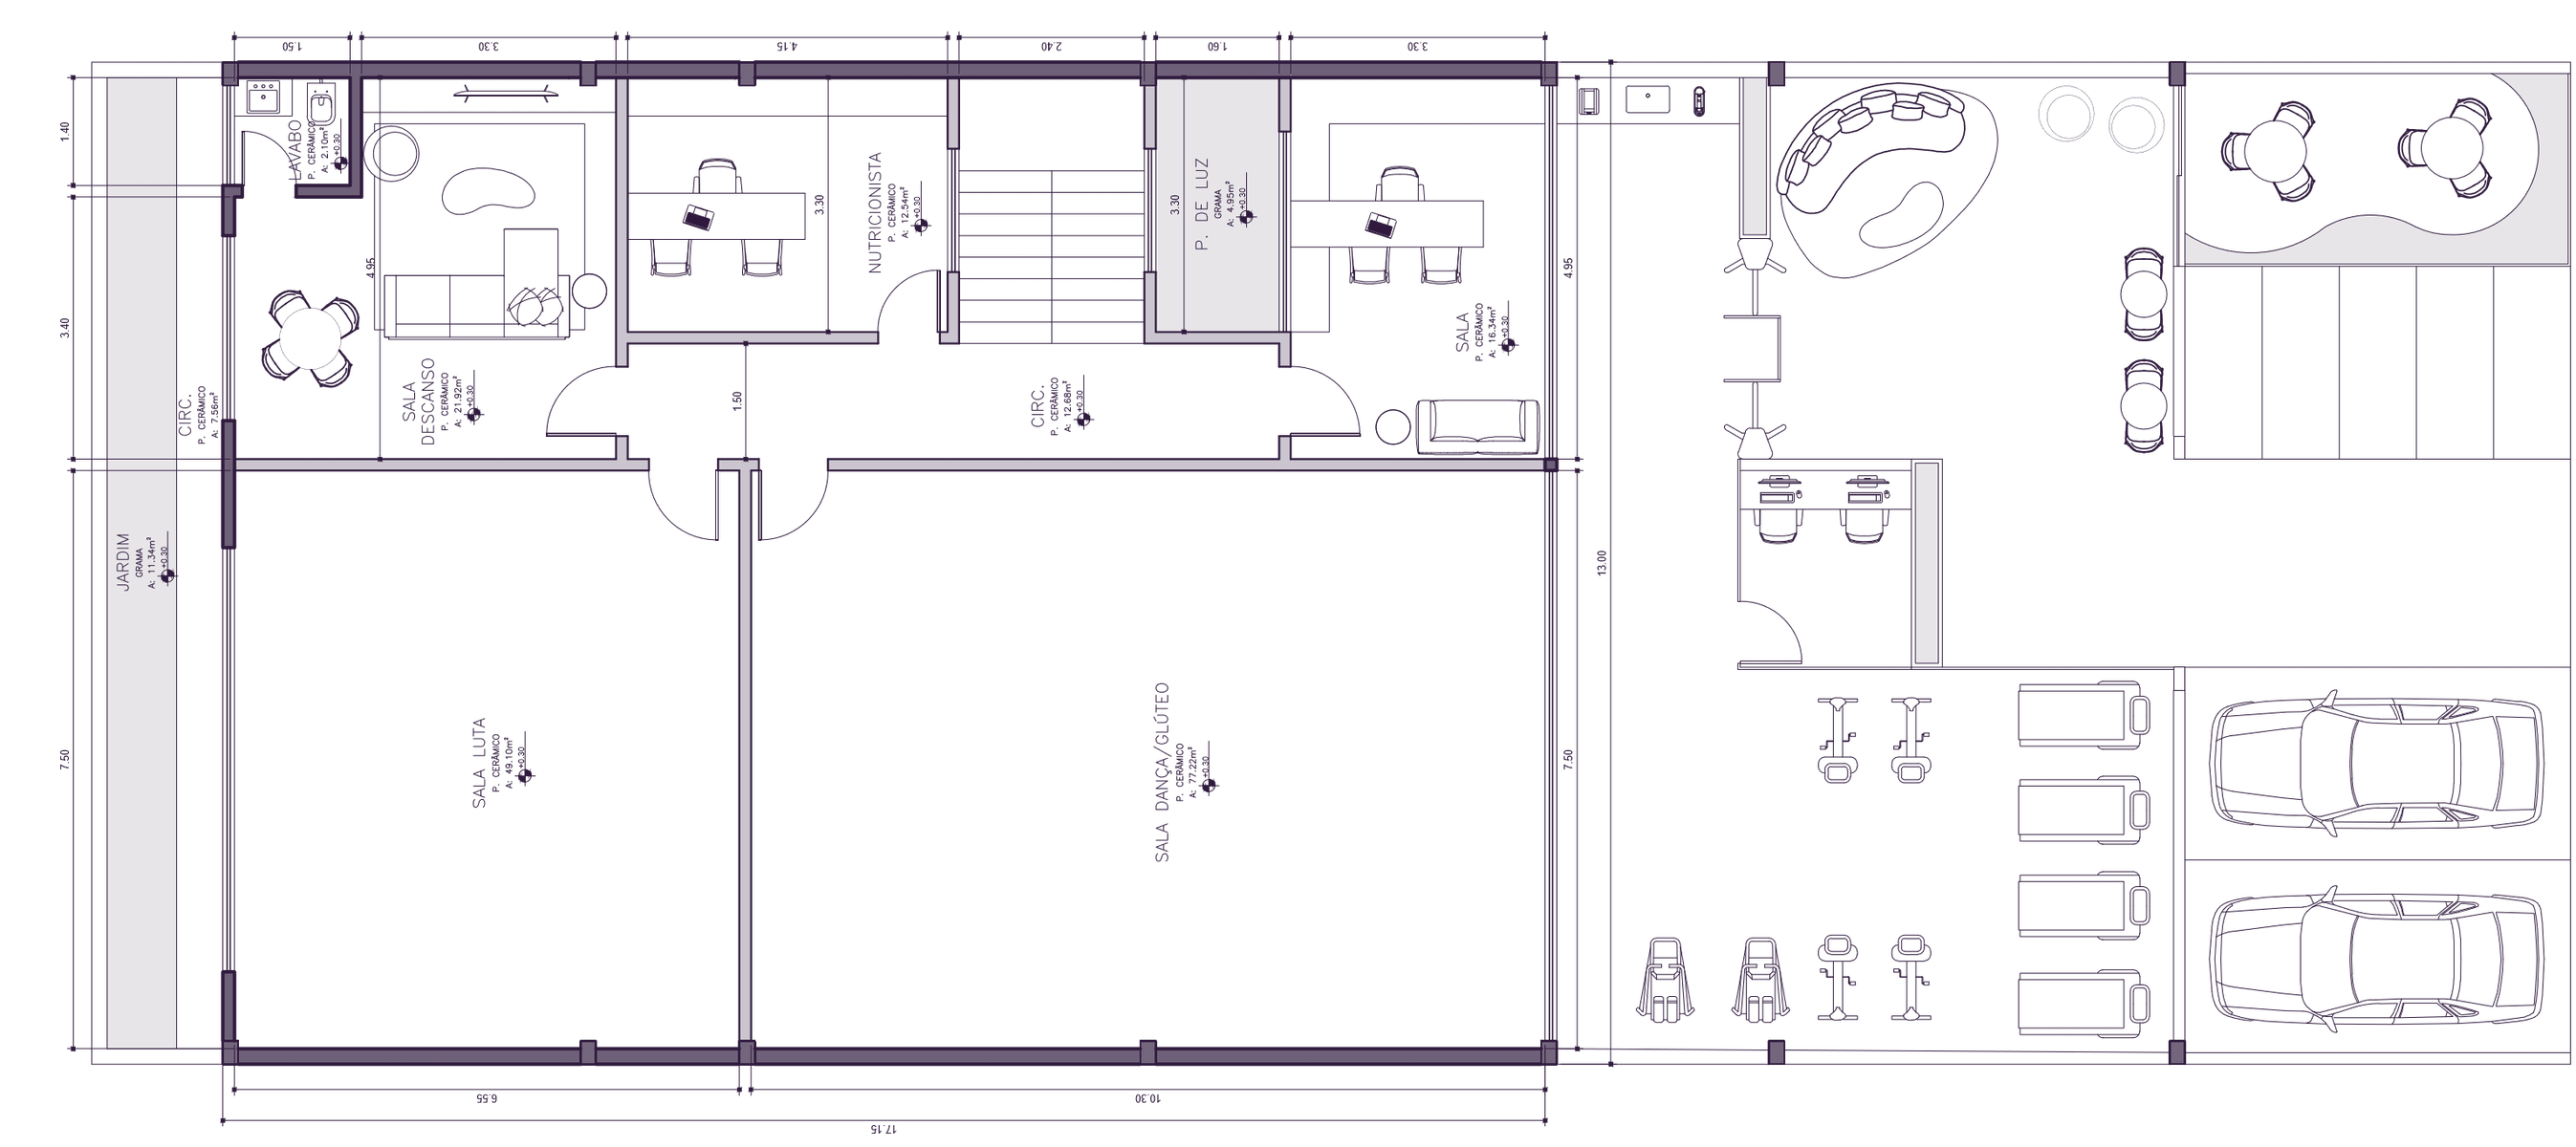 1.50
3.30
4.15
2.40
1.60
3.30
1.40
3.40
7.50
LAVABO
P. CERÂMICO
A: 2.10m²
+0.30
4.95
SALA
DESCANSO
P. CERÂMICO
A: 21.92m²
+0.30
3.30
NUTRICIONISTA
P. CERÂMICO
A: 12.54m²
+0.30
1.50
CIRC.
P. CERÂMICO
A: 12.68m²
+0.30
3.30
P. DE LUZ
GRAMA
A: 4.95m²
+0.30
SALA
P. CERÂMICO
A: 16.34m²
+0.30
4.95
13.00
7.50
CIRC.
P. CERÂMICO
A: 7.56m²
JARDIM
GRAMA
A: 11.34m²
+0.30
SALA LUTA
P. CERÂMICO
A: 49.10m²
+0.30
SALA DANÇA/GLÚTEO
P. CERÂMICO
A: 77.22m²
+0.30
6.55
10.30
17.15